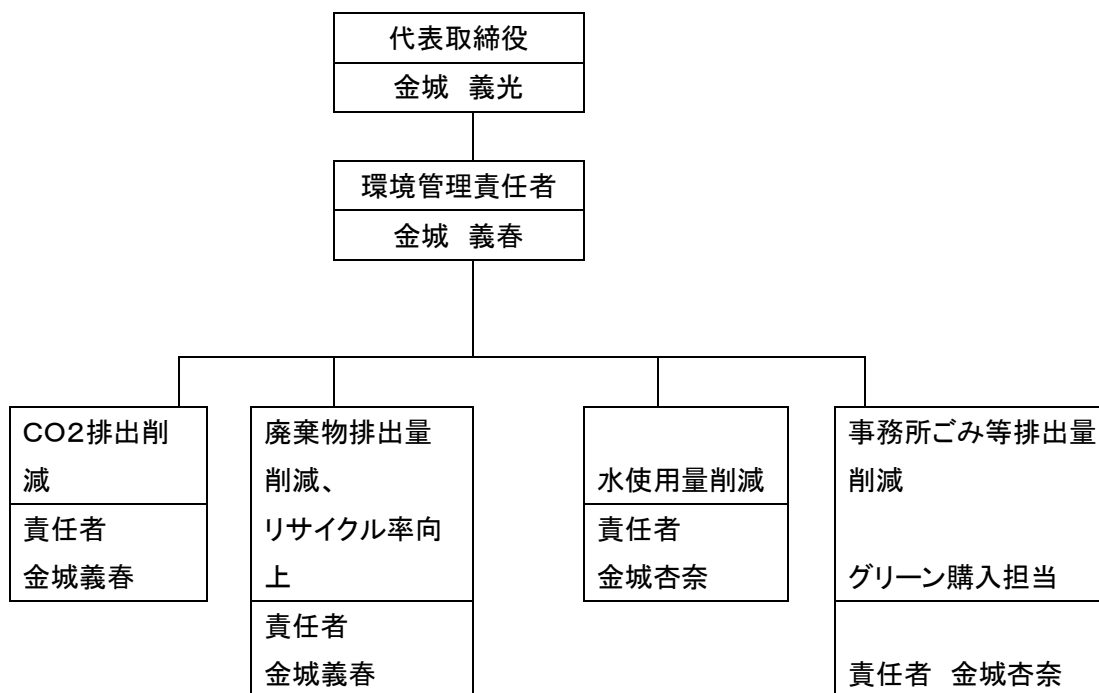 代表取締役
金城　義光
環境管理責任者
金城　義春
CO2排出削
減
責任者
金城義春
廃棄物排出量
削減、
リサイクル率向
上
責任者
金城義春
水使用量削減
責任者
金城杏奈
事務所ごみ等排出量
削減
グリーン購入担当
責任者　金城杏奈